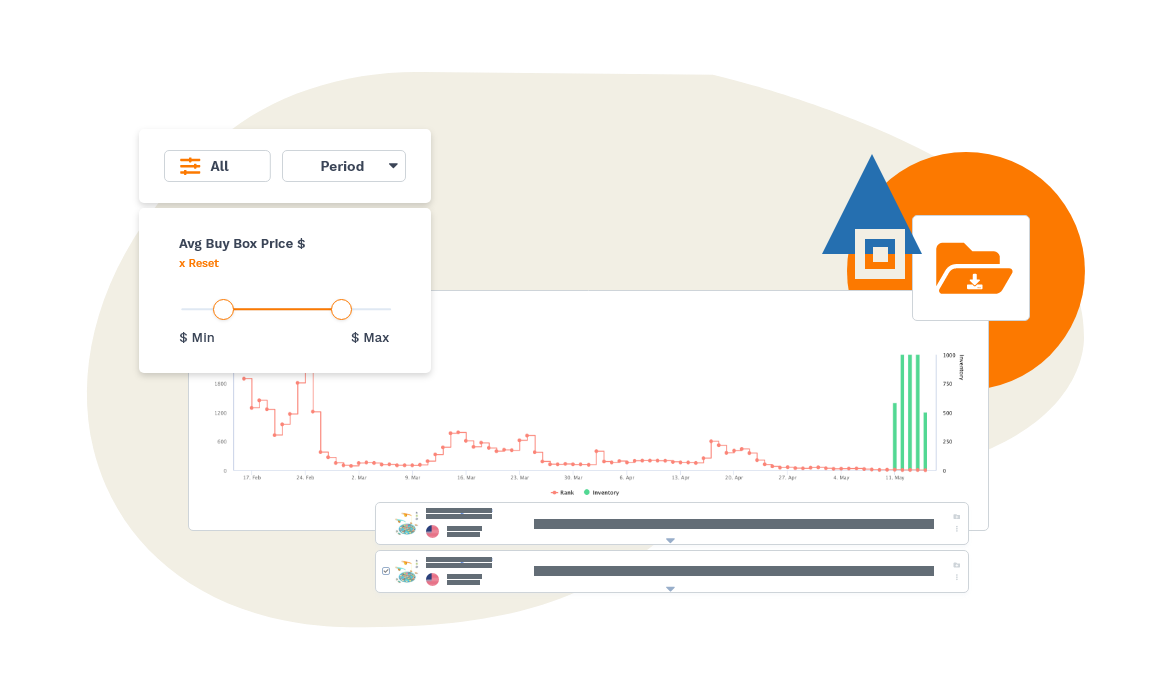 All
Period
Avg Buy Box Price $
x Reset
$ Min
$ Max
1800
1200
600
0
1000
750
500
250
0
Inventory
17. Feb
24. Feb
2. Mar
9. Mar
16. Mar
23. Mar
30. Mar
6. Apr
13. Apr
20. Apr
27. Apr
4. May
11. May
Rank
Inventory